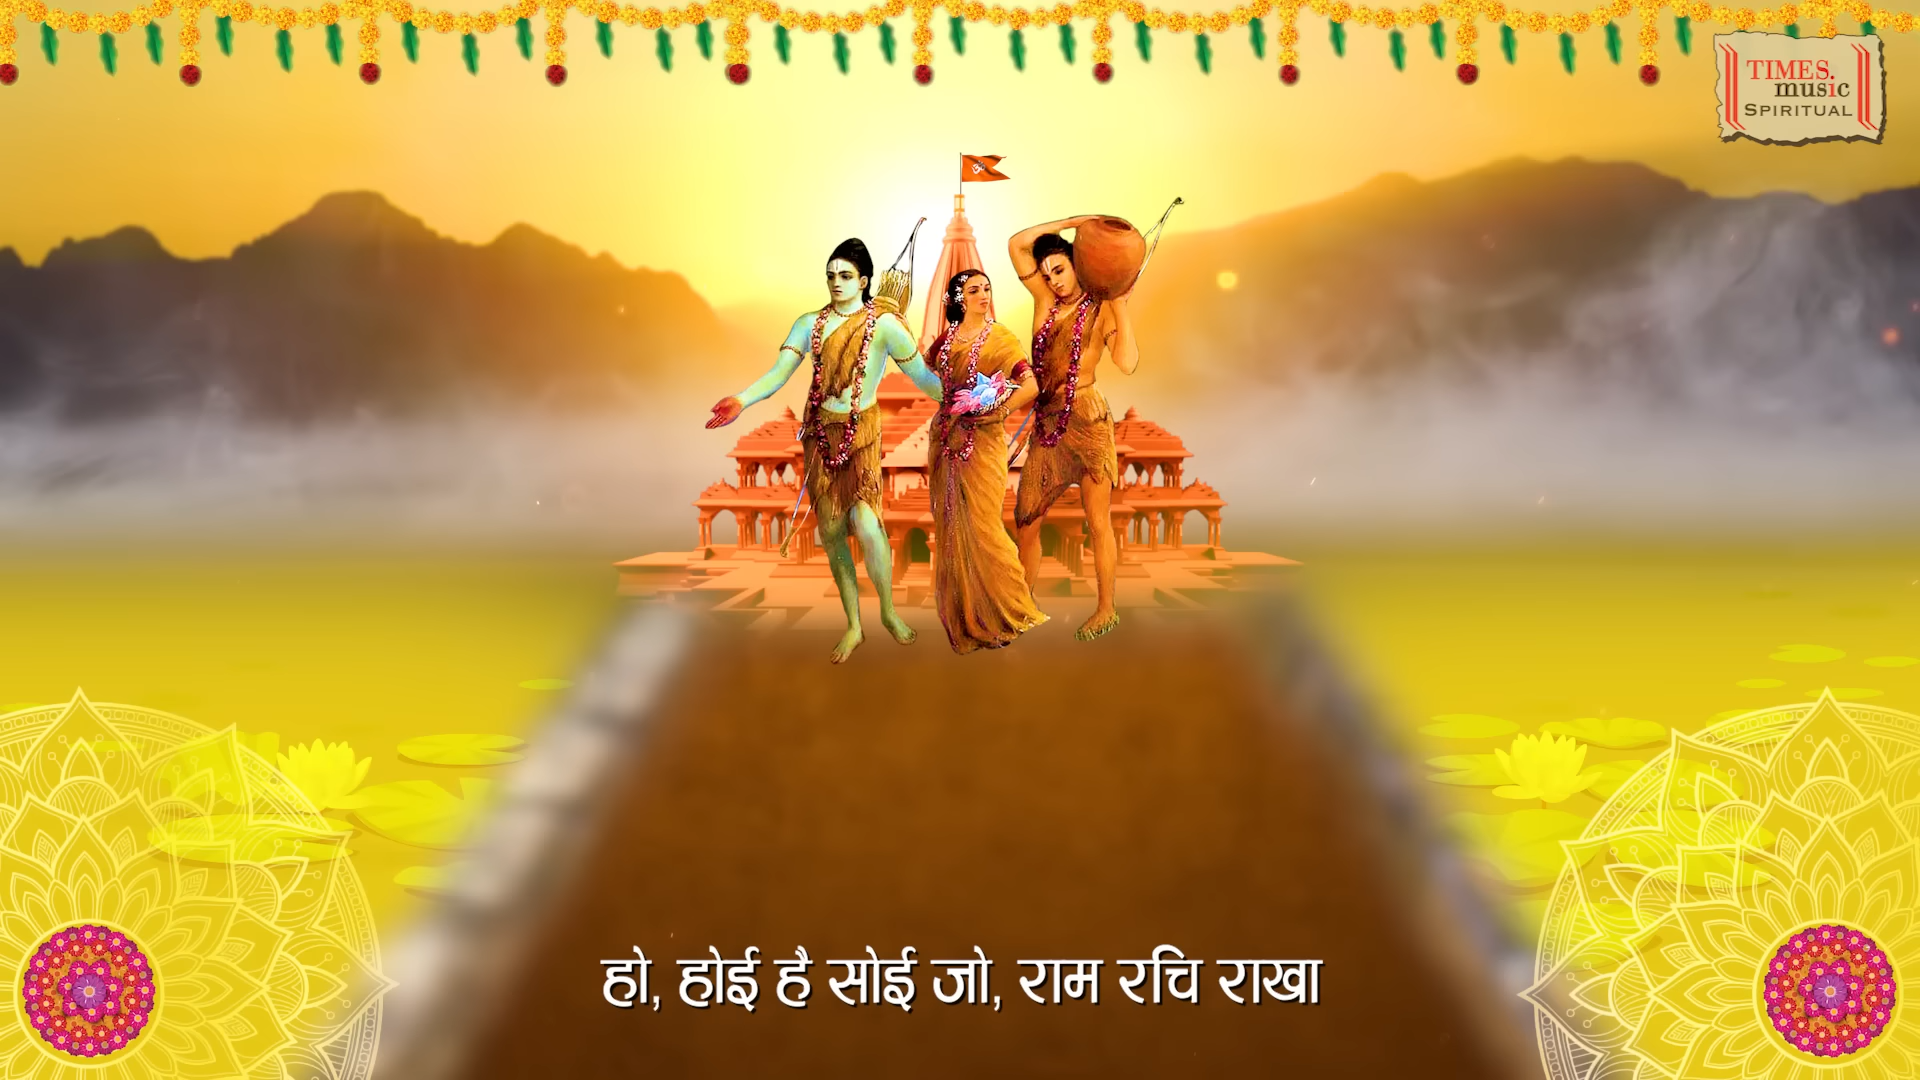 TIMES.
music
SPIRITUAL
हो, होई है सोई जो, राम रचि राखा